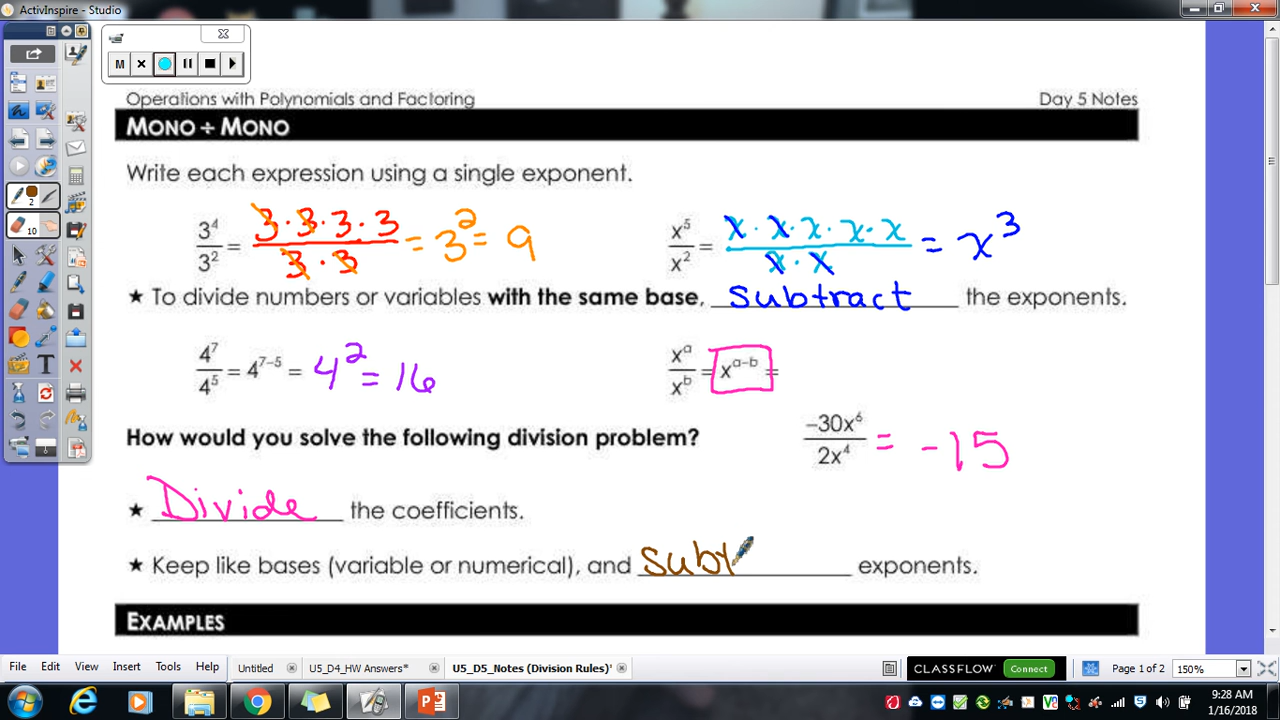 ActivInspire - Studio
M
Operations with Polynomials and Factoring Day 5 Notes
MONO ÷ MONO
Write each expression using a single exponent.
3⁴/3² = 3·3·3·3/3·3 = 3² = 9 x⁵/x² = x·x·x·x·x/x·x = x³
★ To divide numbers or variables with the same base, subtract the exponents.
4⁷/4⁵ = 4⁷⁻⁵ = 4² = 16 xᵃ/xᵇ = xᵃ⁻ᵇ =
How would you solve the following division problem? -30x⁶/2x⁴ = -15
★ Divide the coefficients.
★ Keep like bases (variable or numerical), and subt exponents.
EXAMPLES
2
10
File Edit View Insert Tools Untitled U5_D4_HW Answers* U5_D5_Notes (Division Rules)* CLASSFLOW Connect Page 1 of 2 150%
9:28 AM
1/16/2018